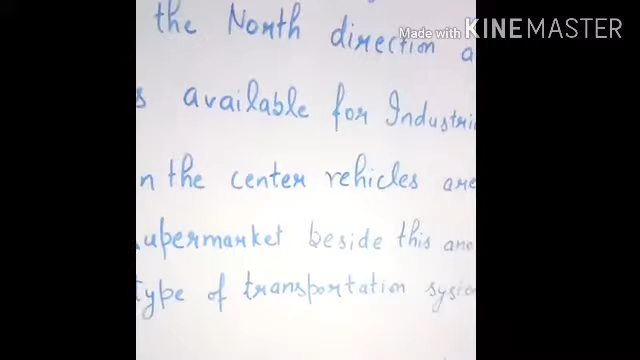 Made with KINEMASTER
the North direction a
s available for Industri
n the center vehicles are
upermarket beside this are
type of transportation system